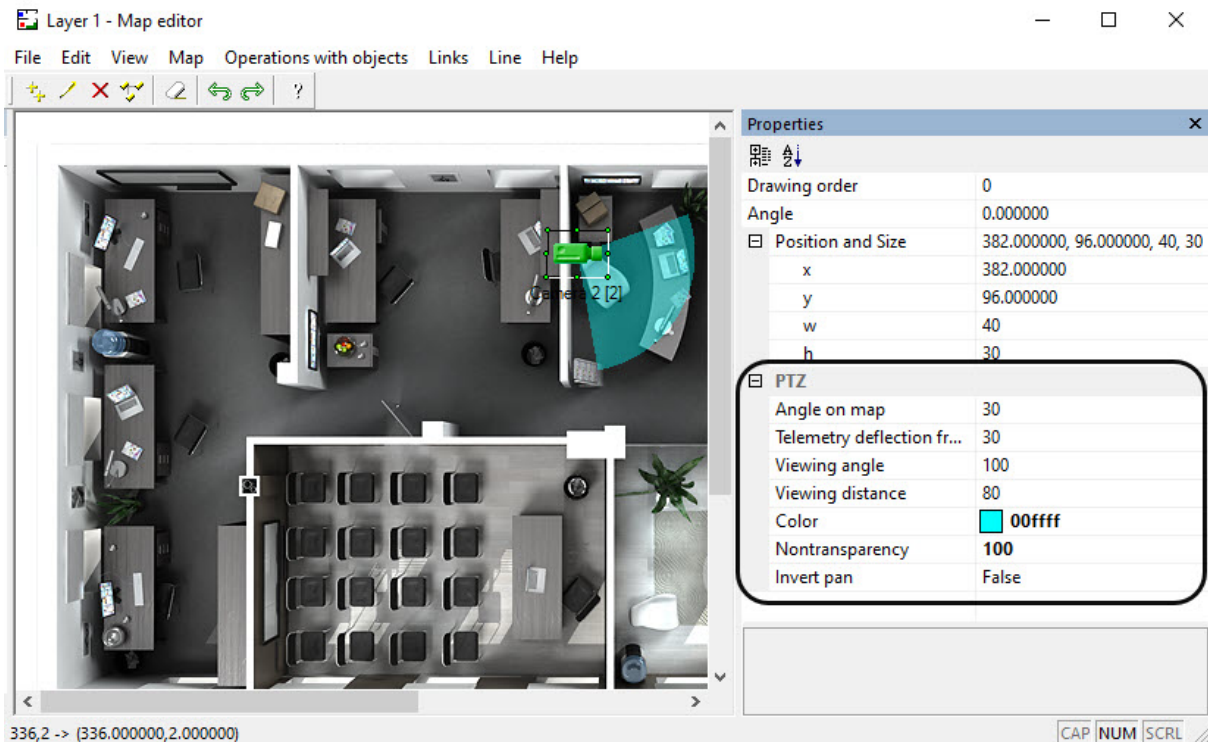 Layer 1 - Map editor
File Edit View Map Operations with objects Links Line Help
?
Properties
Drawing order 0
Angle 0.000000
Position and Size 382.000000, 96.000000, 40, 30
x 382.000000
y 96.000000
w 40
h 30
PTZ
Angle on map 30
Telemetry deflection fr... 30
Viewing angle 100
Viewing distance 80
Color 00ffff
Nontransparency 100
Invert pan False
Camera 2 [2]
336,2 -> (336.000000,2.000000)
CAP NUM SCRL